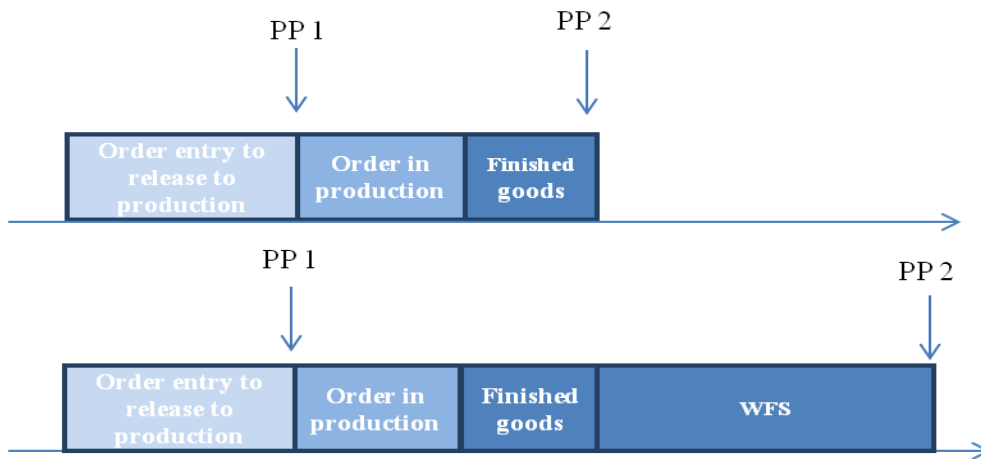 PP 1
PP 2
Order entry to
release to
production
Order in
production
Finished
goods
PP 1
PP 2
Order entry to
release to
production
Order in
production
Finished
goods
WFS